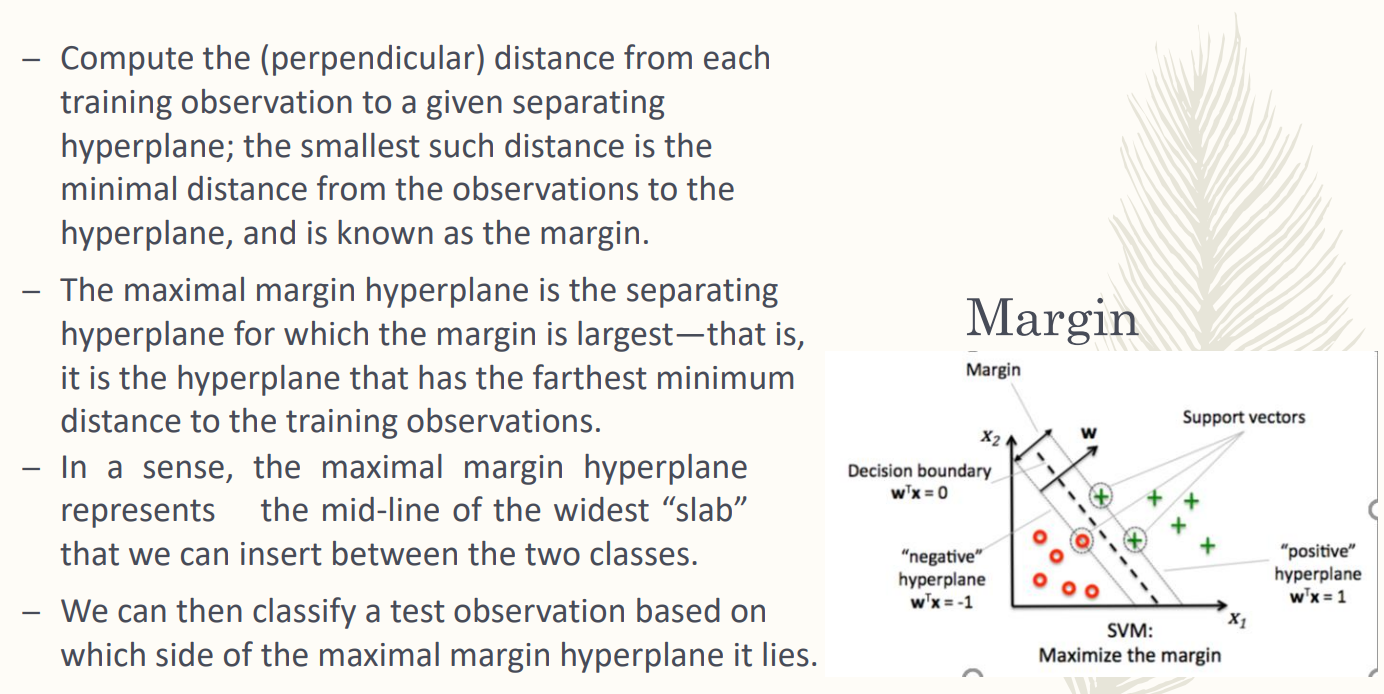 – Compute the (perpendicular) distance from each
training observation to a given separating
hyperplane; the smallest such distance is the
minimal distance from the observations to the
hyperplane, and is known as the margin.
– The maximal margin hyperplane is the separating
hyperplane for which the margin is largest—that is,
it is the hyperplane that has the farthest minimum
distance to the training observations.
– In a sense, the maximal margin hyperplane
represents the mid-line of the widest “slab”
that we can insert between the two classes.
– We can then classify a test observation based on
which side of the maximal margin hyperplane it lies.
Margin
Margin
Support vectors
x₂
w
Decision boundary
wᵀx = 0
“negative”
hyperplane
wᵀx = -1
“positive”
hyperplane
wᵀx = 1
x₁
SVM:
Maximize the margin